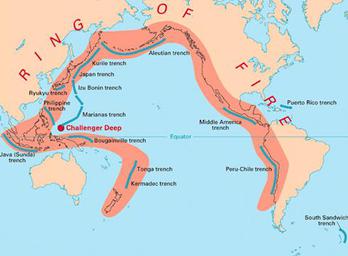 RING OF FIRE
Aleutian trench
Kurile trench
Japan trench
Izu Bonin trench
Ryukyu trench
Philippine
trench
Marianas trench
Challenger Deep
Bougainville trench
Java (Sunda)
trench
Equator
Tonga trench
Kermadec trench
Middle America
trench
Puerto Rico trench
Peru-Chile trench
South Sandwich
trench